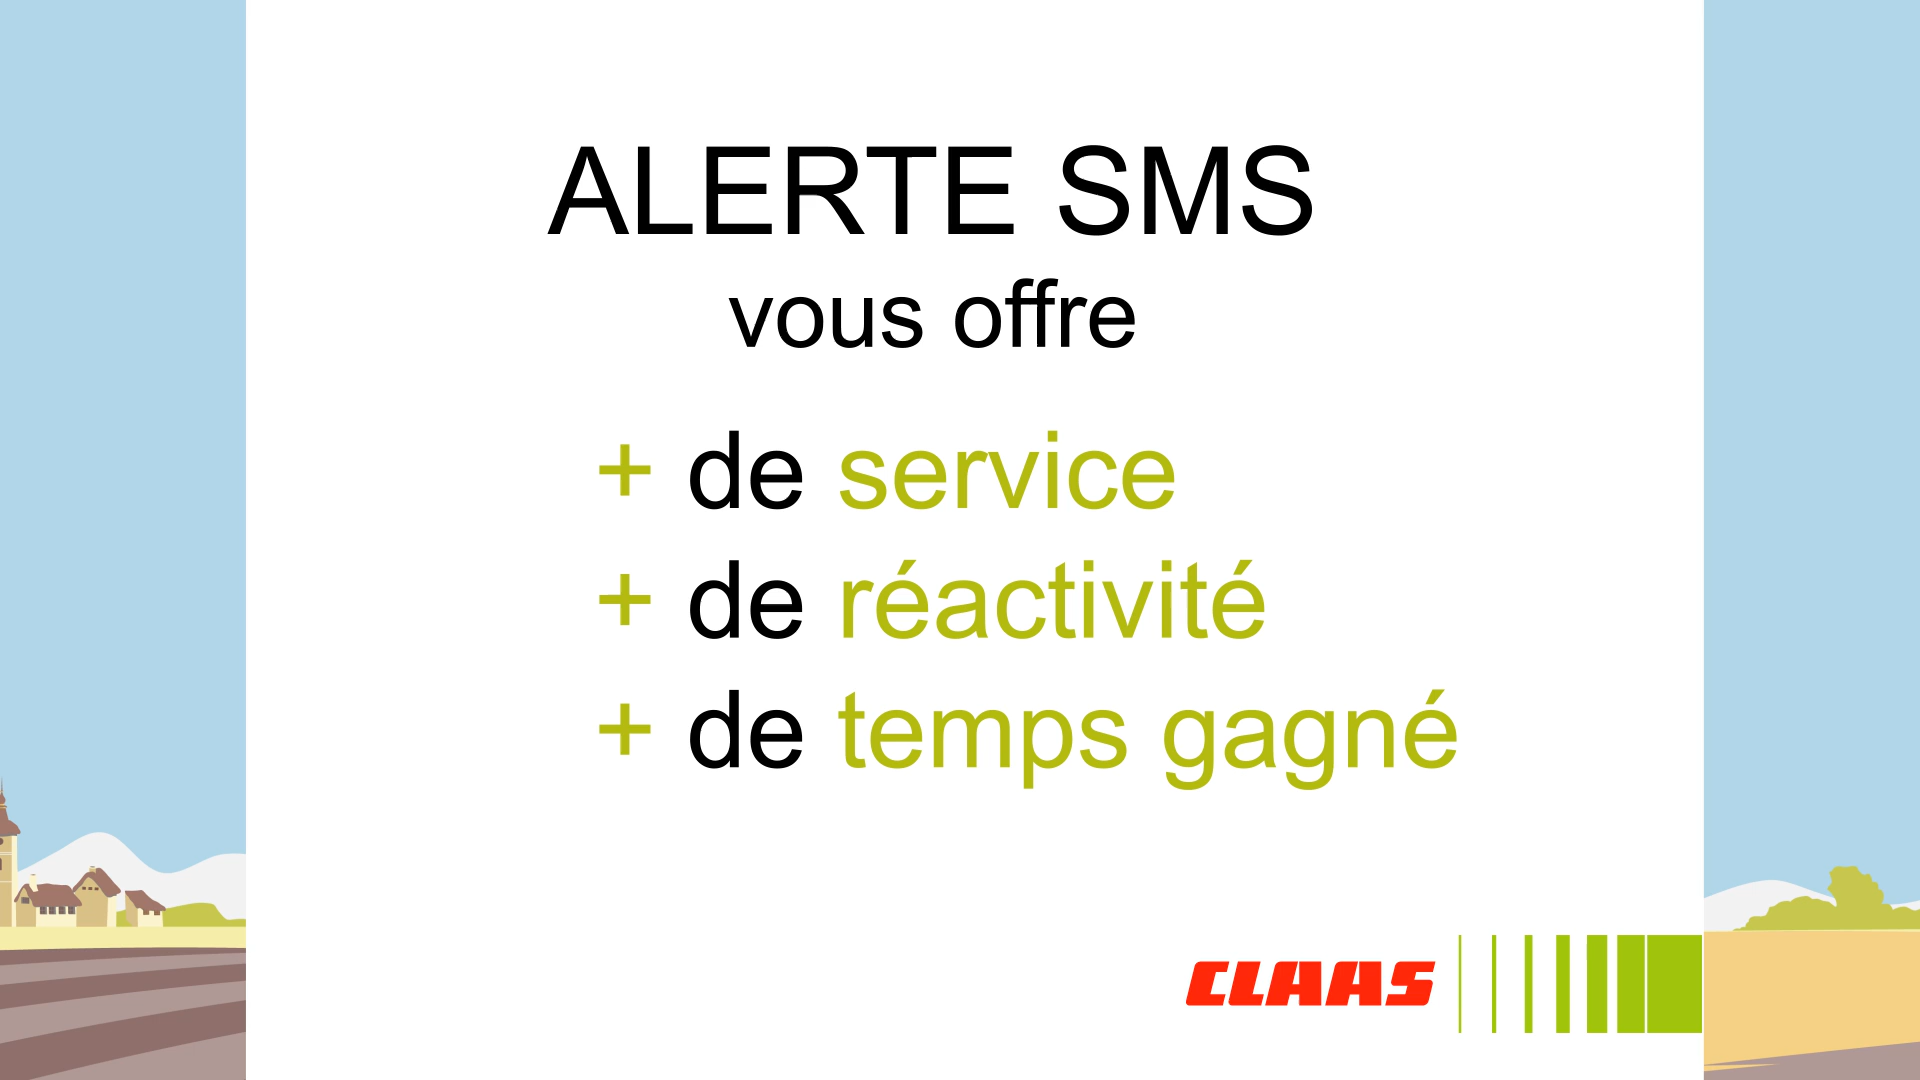 ALERTE SMS
vous offre
+ de service
+ de réactivité
+ de temps gagné
CLAAS